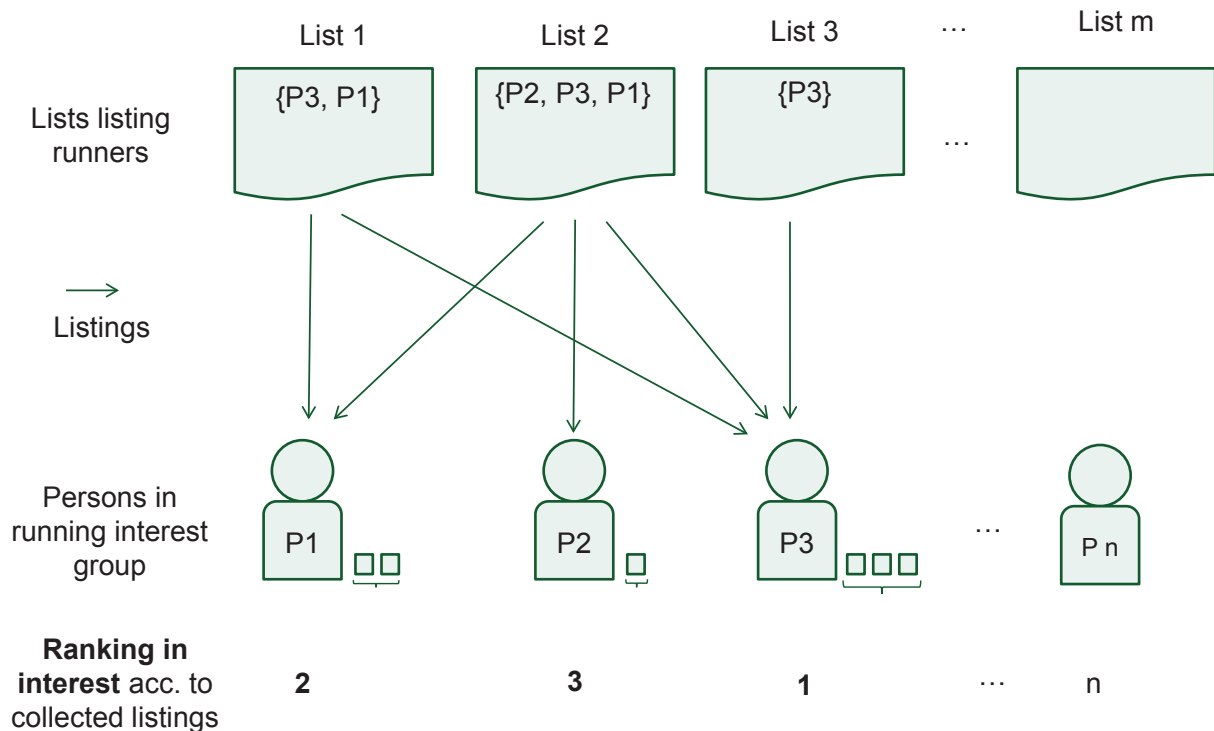 List 1 List 2 List 3 … List m
{P3, P1} {P2, P3, P1} {P3}
Lists listing
runners
…
Listings
Persons in
running interest
group
P1 P2 P3 … P n
Ranking in
interest acc. to
collected listings
2 3 1 … n